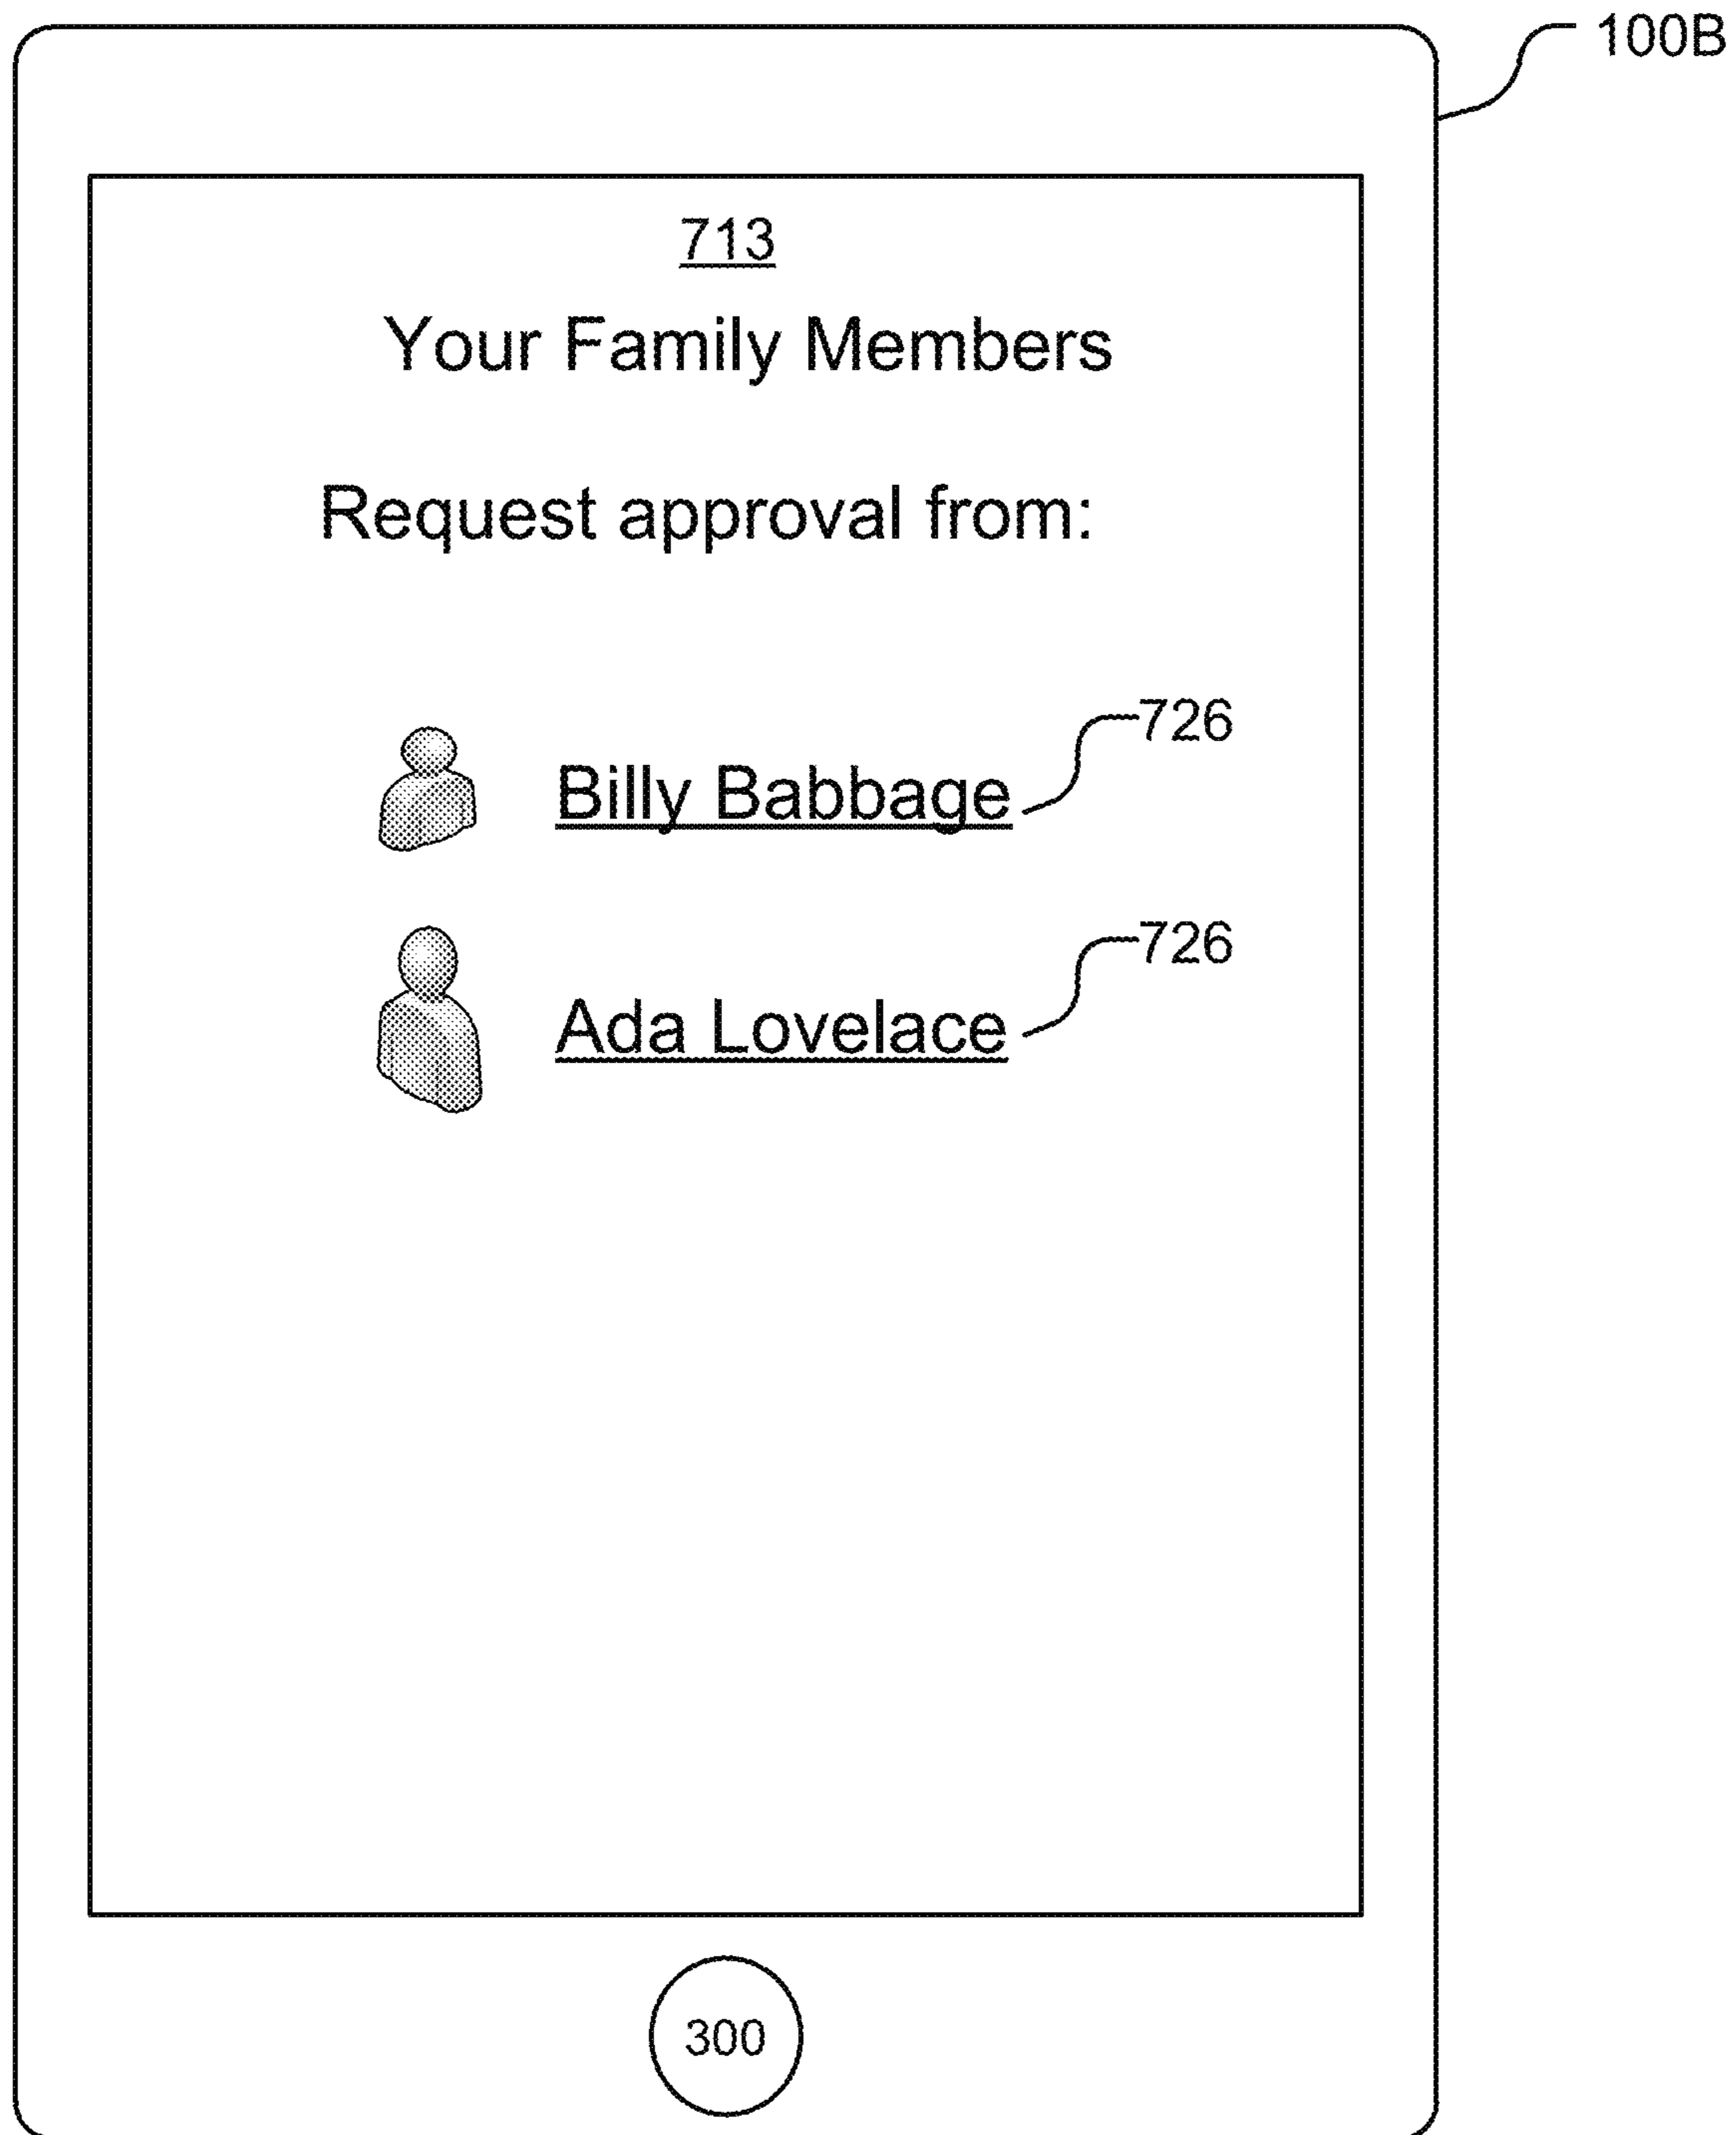 100B
713
Your Family Members
Request approval from:
726
Billy Babbage
726
Ada Lovelace
300